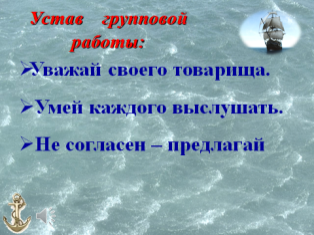 Устав групповой
работы:
Уважай своего товарища.
Умей каждого выслушать.
Не согласен – предлагай